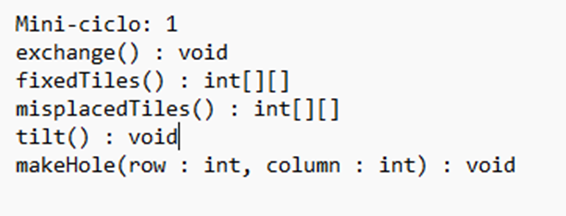 Mini-ciclo: 1
exchange() : void
fixedTiles() : int[][]
misplacedTiles() : int[][]
tilt() : void
makeHole(row : int, column : int) : void